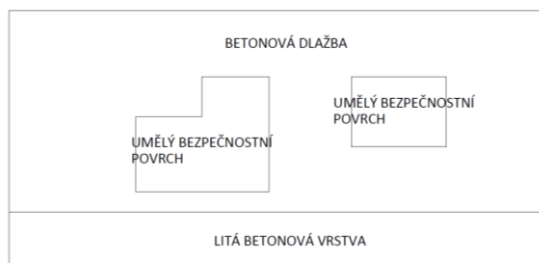 BETONOVÁ DLAŽBA
UMĚLÝ BEZPEČNOSTNÍ
POVRCH
UMĚLÝ BEZPEČNOSTNÍ
POVRCH
LITÁ BETONOVÁ VRSTVA